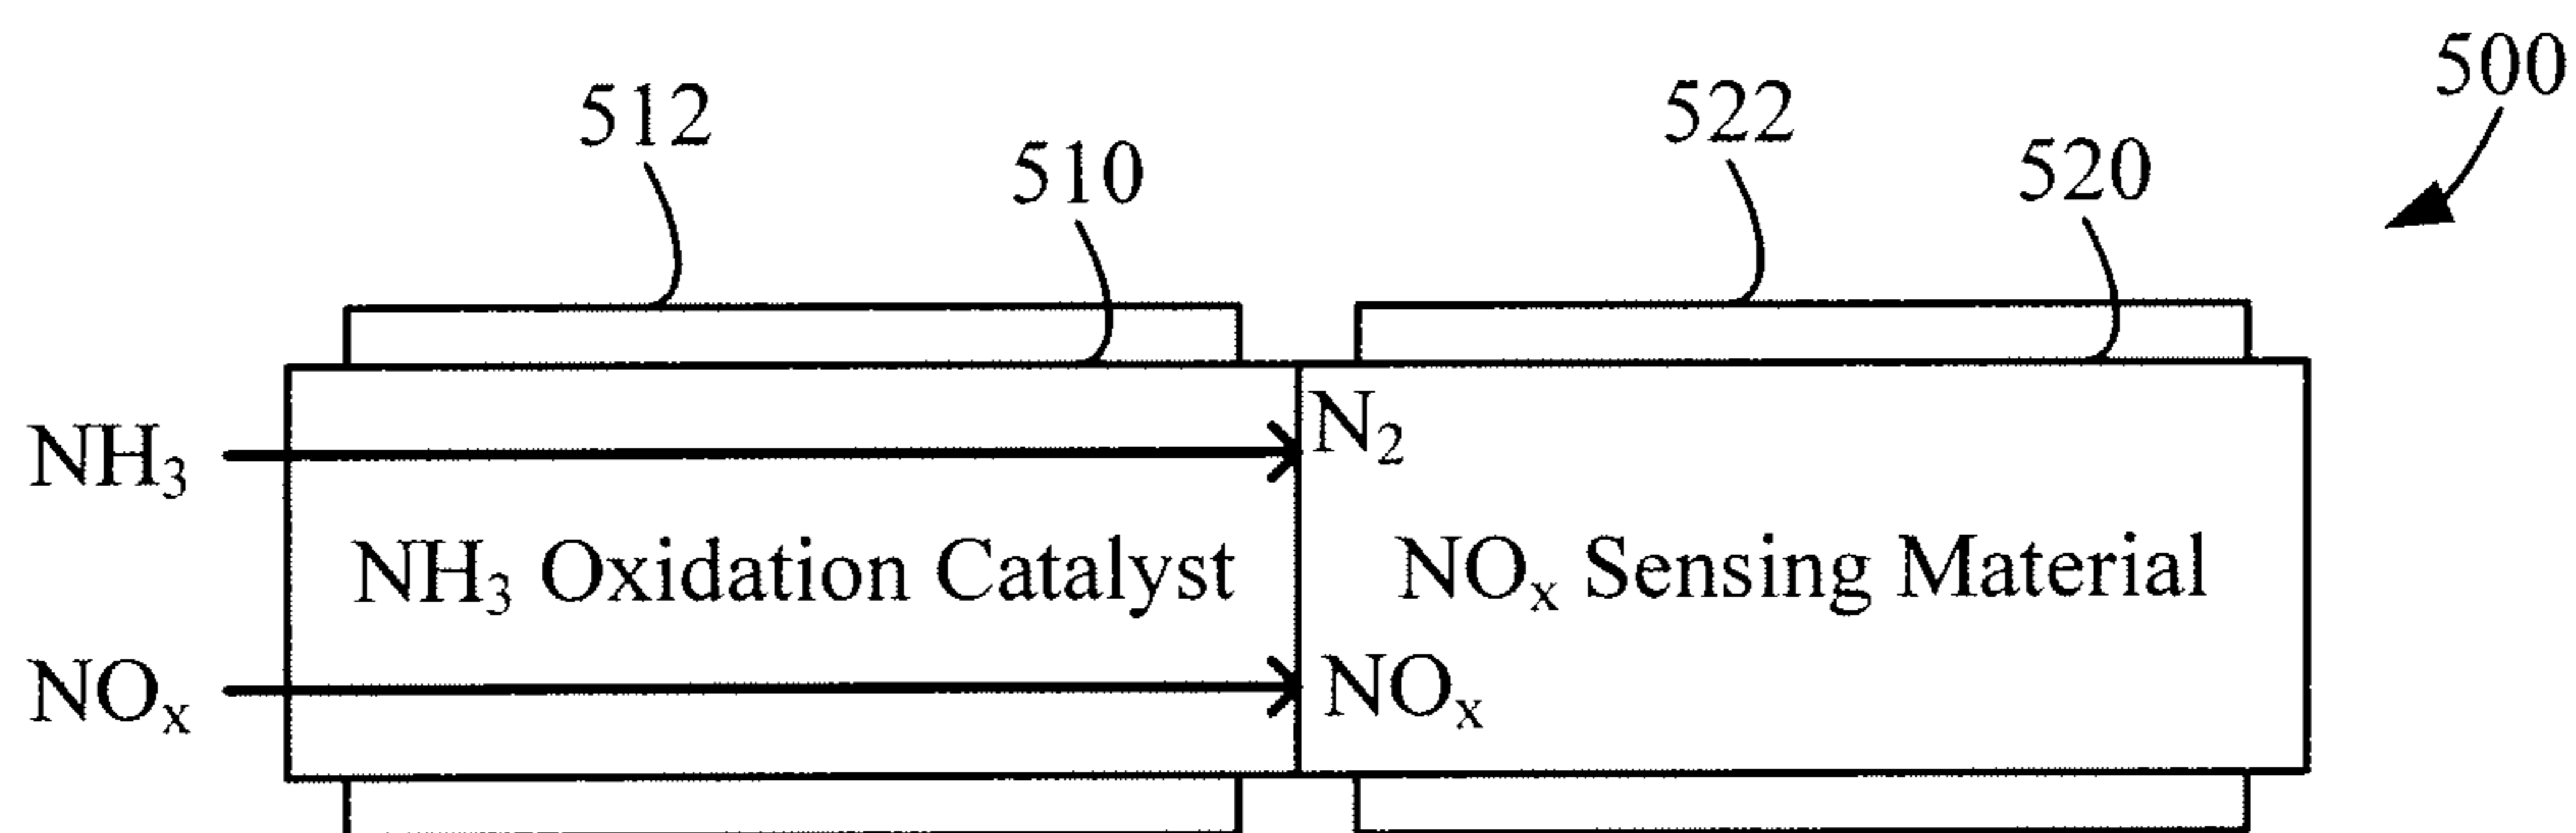 500
512
522
510
520
NH₃
N₂
NH₃ Oxidation Catalyst
NOₓ Sensing Material
NOₓ
NOₓ